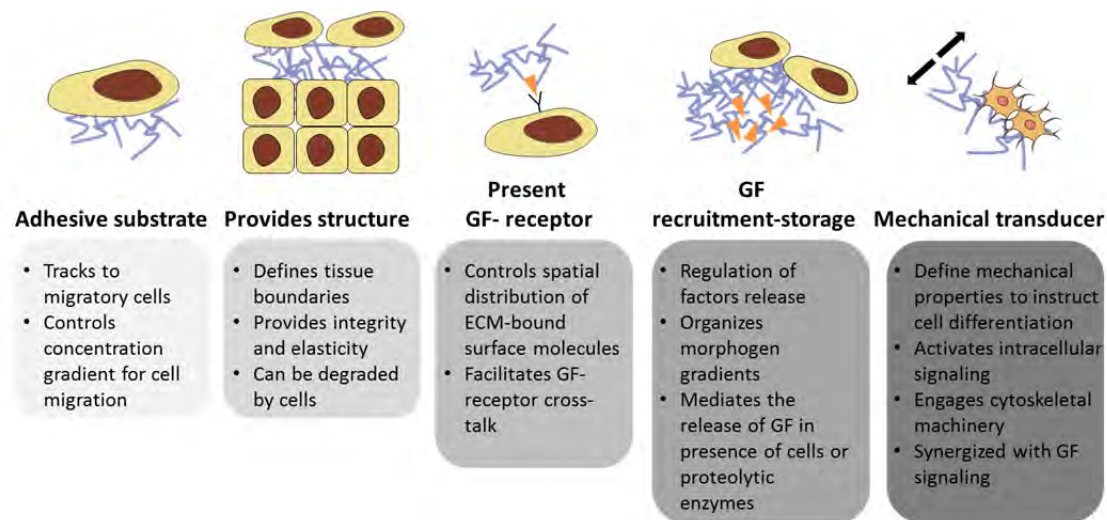 Adhesive substrate
• Tracks to
migratory cells
• Controls
concentration
gradient for cell
migration
Provides structure
• Defines tissue
boundaries
• Provides integrity
and elasticity
• Can be degraded
by cells
Present
GF- receptor
• Controls spatial
distribution of
ECM-bound
surface molecules
• Facilitates GF-
receptor cross-
talk
GF
recruitment-storage
• Regulation of
factors release
• Organizes
morphogen
gradients
• Mediates the
release of GF in
presence of cells or
proteolytic
enzymes
Mechanical transducer
• Define mechanical
properties to instruct
cell differentiation
• Activates intracellular
signaling
• Engages cytoskeletal
machinery
• Synergized with GF
signaling